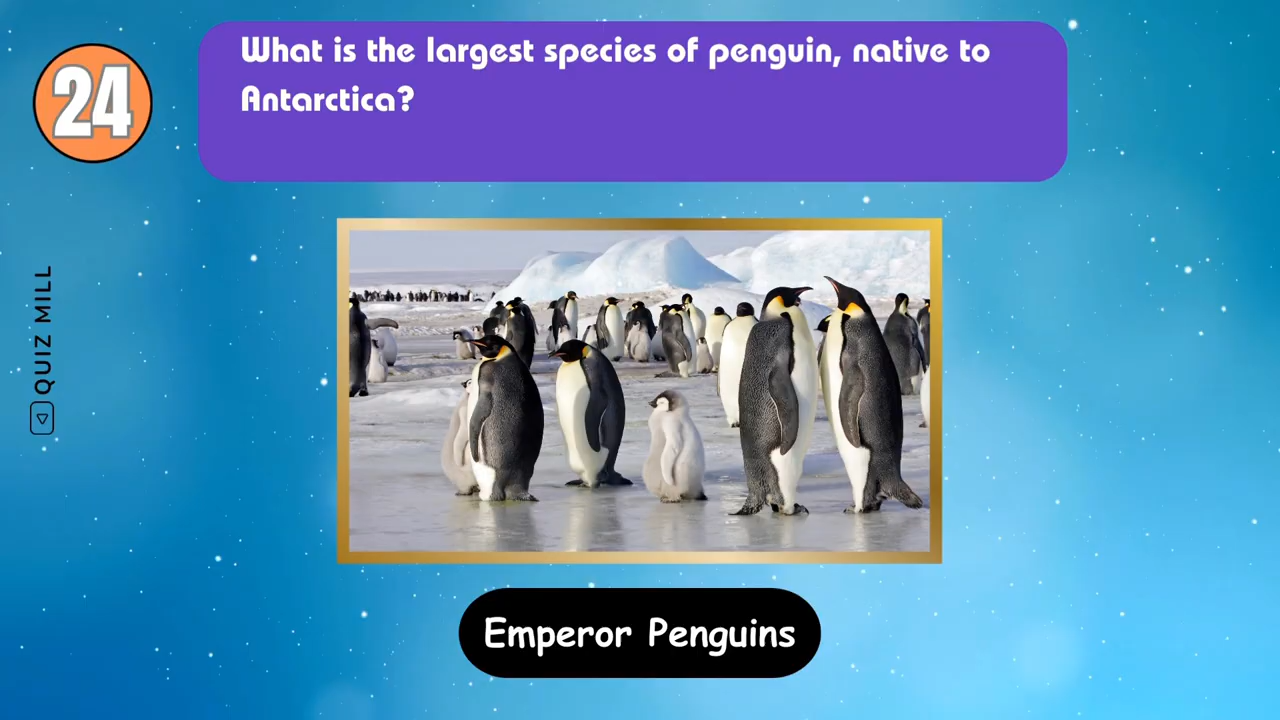 24
What is the largest species of penguin, native to
Antarctica?
QUIZ MILL
Emperor Penguins